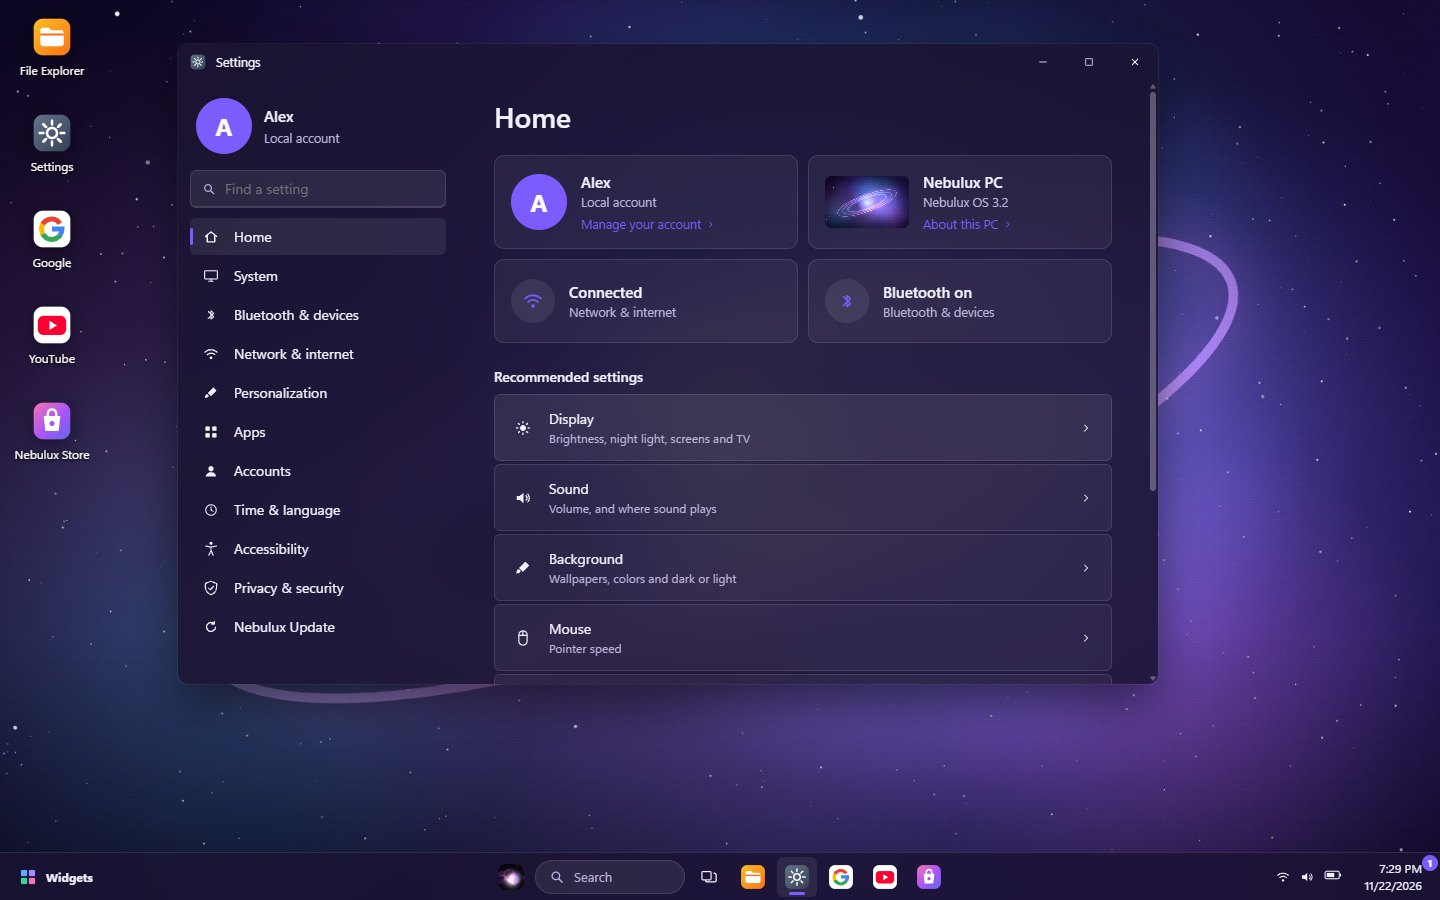 File Explorer
Settings
Google
YouTube
Nebulux Store
Settings
A
Alex
Local account
Find a setting
Home
System
Bluetooth & devices
Network & internet
Personalization
Apps
Accounts
Time & language
Accessibility
Privacy & security
Nebulux Update
Home
A
Alex
Local account
Manage your account
Nebulux PC
Nebulux OS 3.2
About this PC
Connected
Network & internet
Bluetooth on
Bluetooth & devices
Recommended settings
Display
Brightness, night light, screens and TV
Sound
Volume, and where sound plays
Background
Wallpapers, colors and dark or light
Mouse
Pointer speed
Widgets
Search
7:29 PM
11/22/2026
1